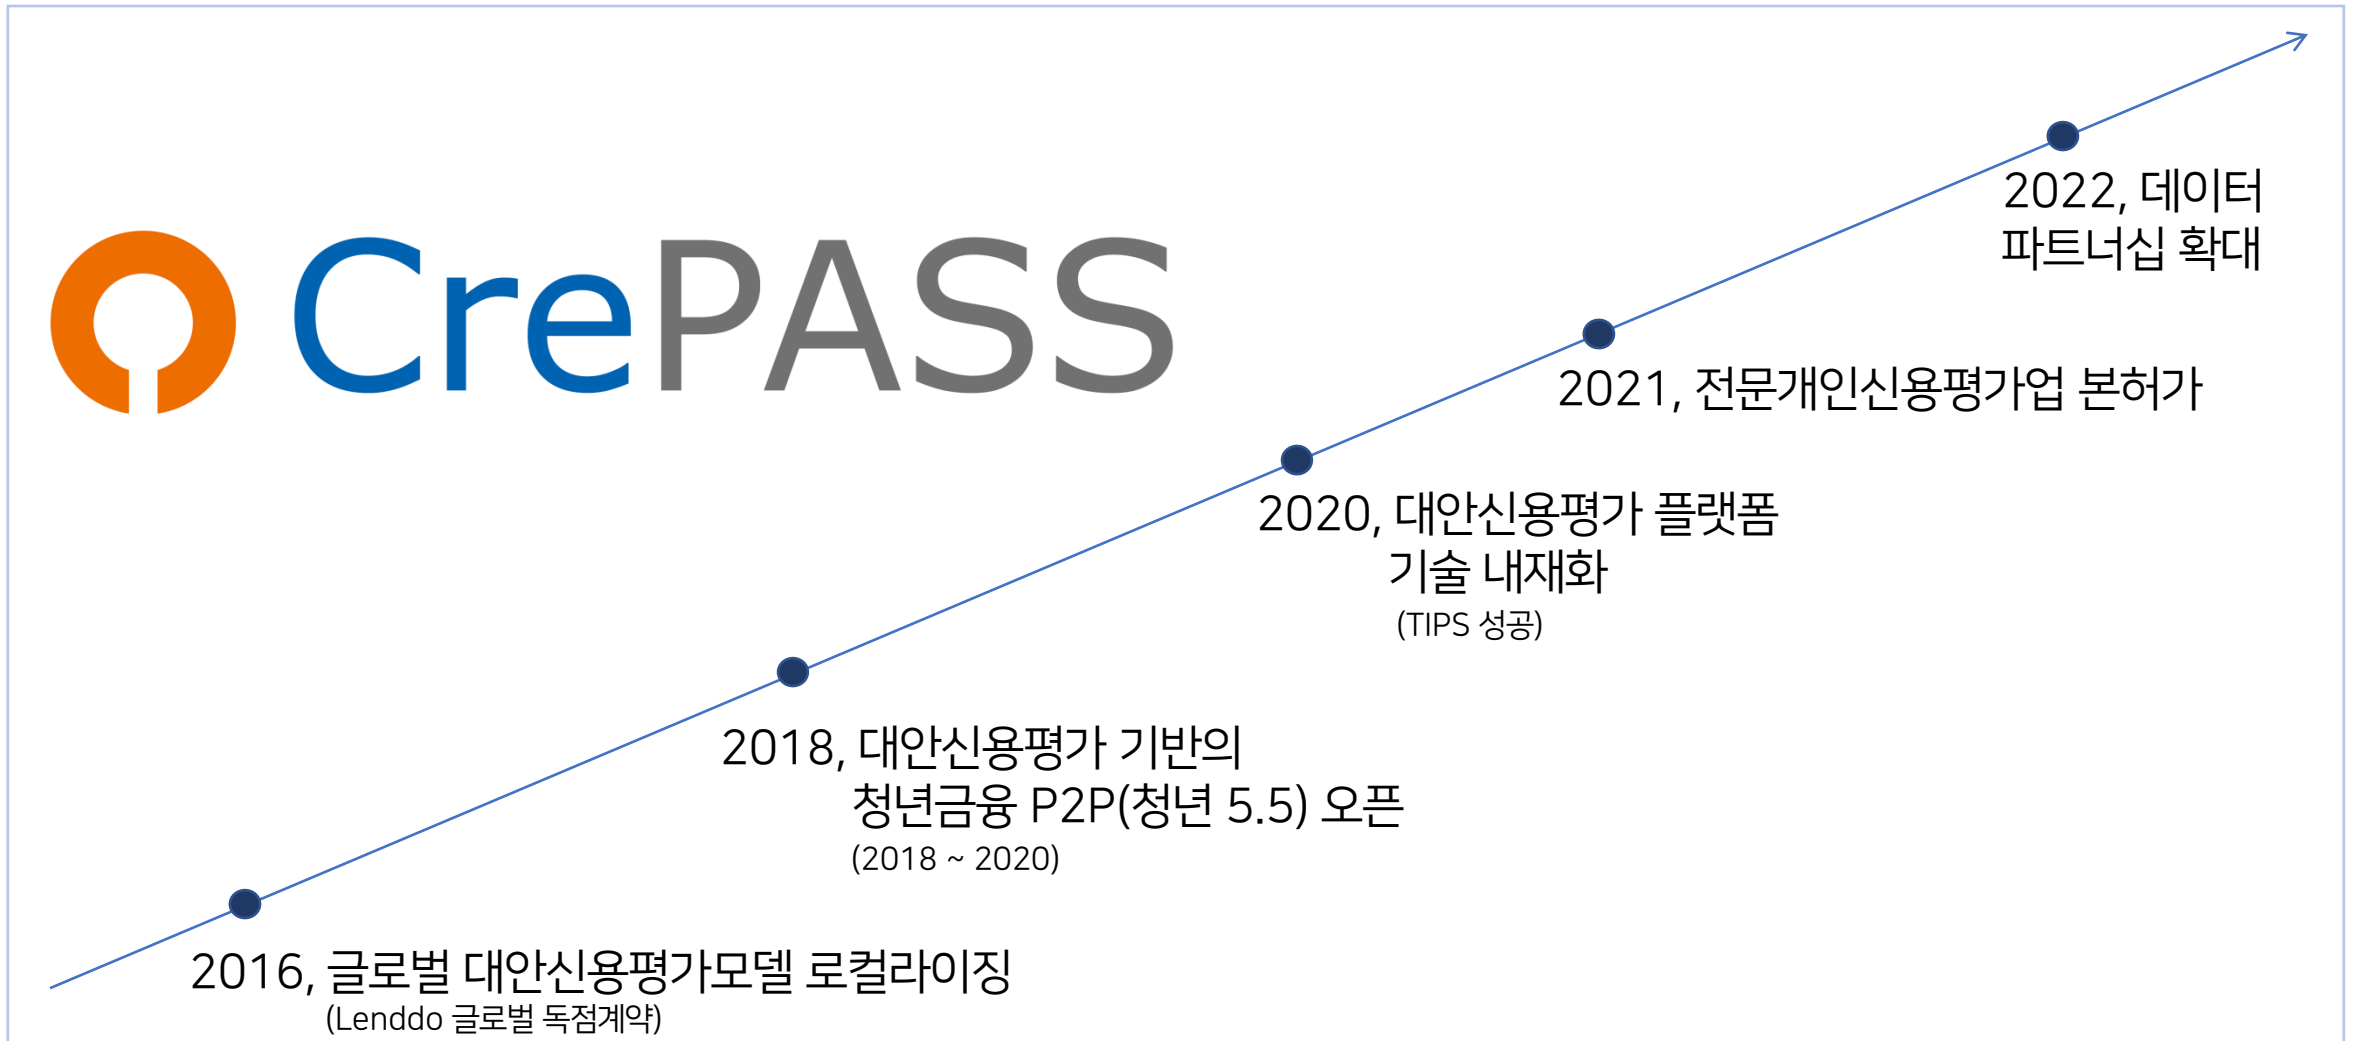 CrePASS
2022, 데이터
파트너십 확대
2021, 전문개인신용평가업 본허가
2020, 대안신용평가 플랫폼
기술 내재화
(TIPS 성공)
2018, 대안신용평가 기반의
청년금융 P2P(청년 5.5) 오픈
(2018 ~ 2020)
2016, 글로벌 대안신용평가모델 로컬라이징
(Lenddo 글로벌 독점계약)